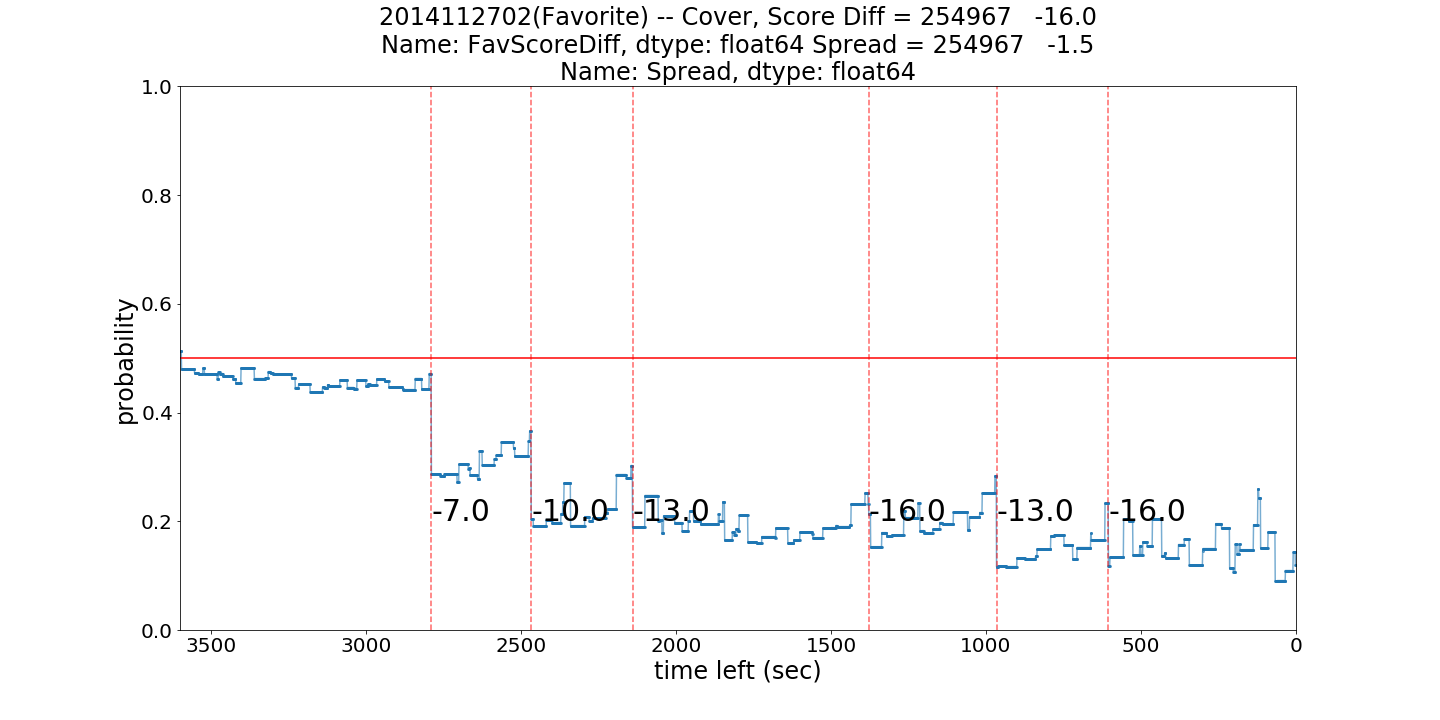 2014112702(Favorite) -- Cover, Score Diff = 254967   -16.0
Name: FavScoreDiff, dtype: float64 Spread = 254967   -1.5
Name: Spread, dtype: float64
1.0
0.8
0.6
0.4
0.2
0.0
probability
-7.0
-10.0
-13.0
-16.0
-13.0
-16.0
3500 3000 2500 2000 1500 1000 500 0
time left (sec)